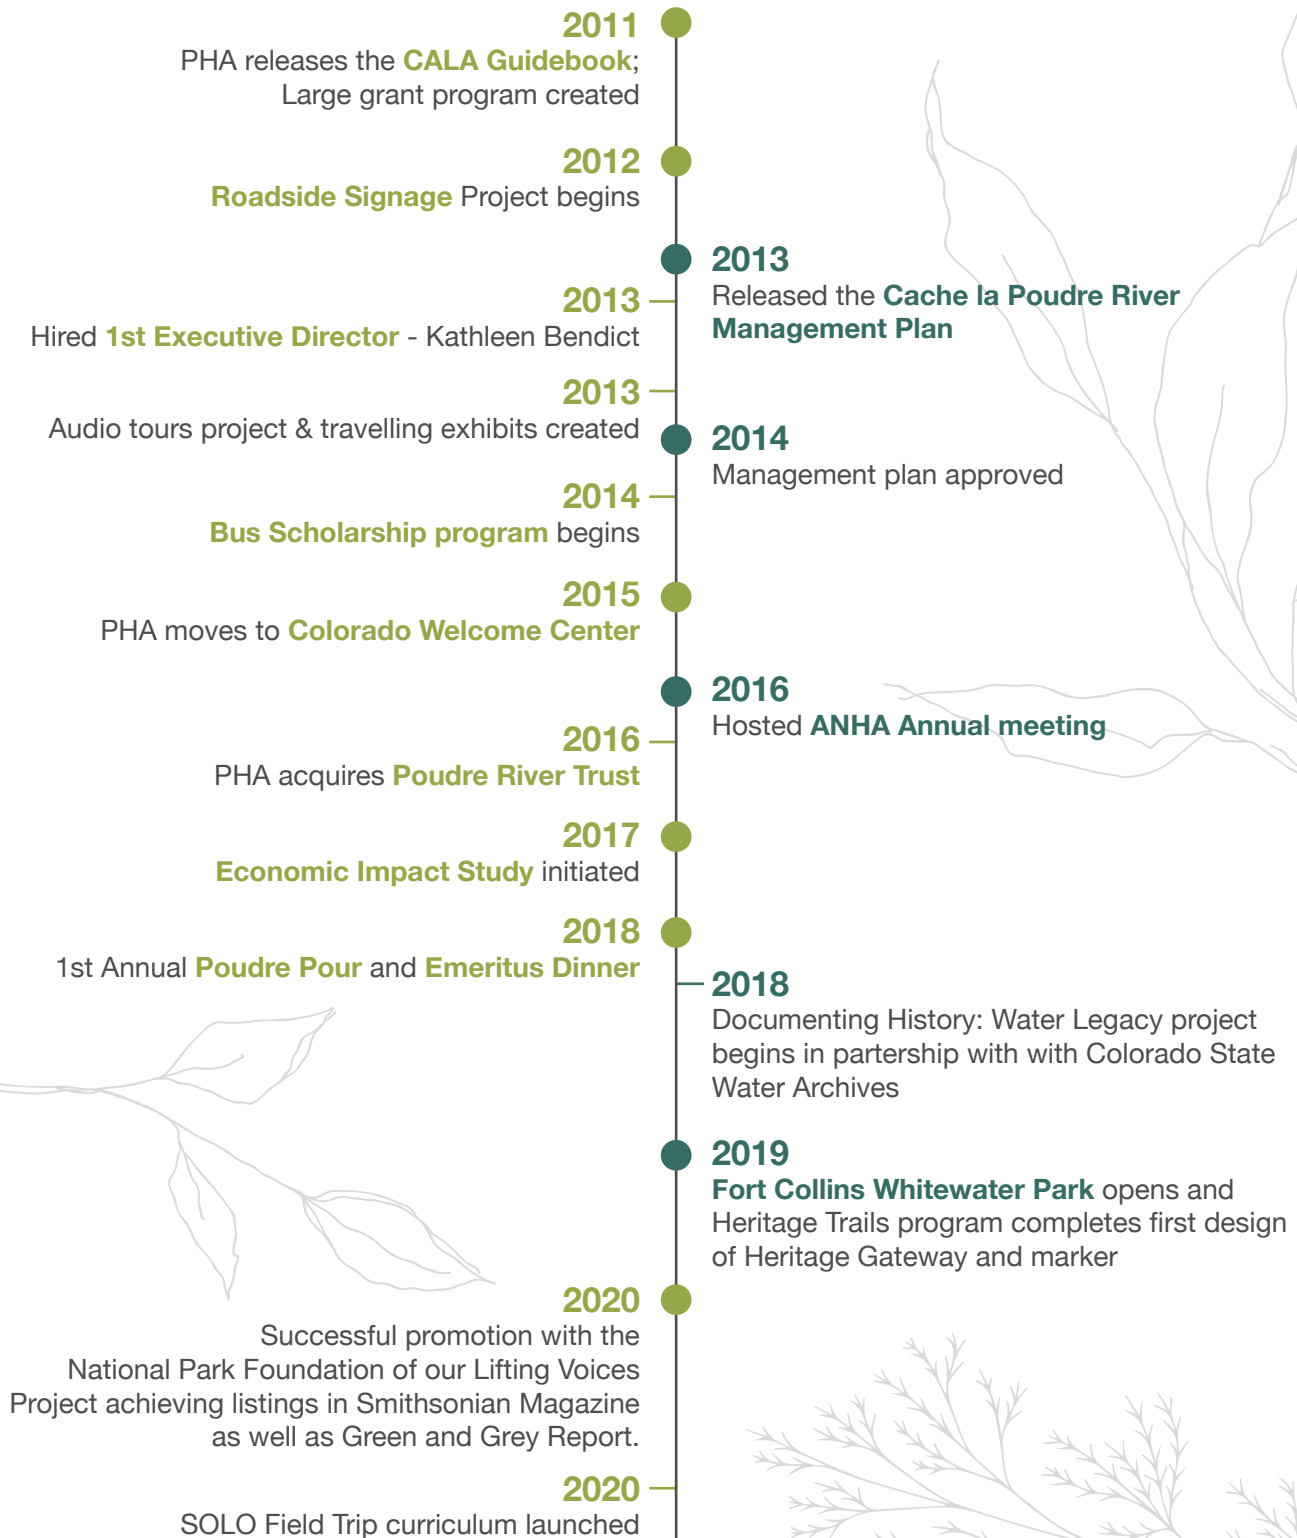 2011
PHA releases the CALA Guidebook;
Large grant program created
2012
Roadside Signage Project begins
2013
Released the Cache la Poudre River
Management Plan
2013
Hired 1st Executive Director - Kathleen Bendict
2013
Audio tours project & travelling exhibits created
2014
Management plan approved
2014
Bus Scholarship program begins
2015
PHA moves to Colorado Welcome Center
2016
Hosted ANHA Annual meeting
2016
PHA acquires Poudre River Trust
2017
Economic Impact Study initiated
2018
1st Annual Poudre Pour and Emeritus Dinner
2018
Documenting History: Water Legacy project
begins in partership with with Colorado State
Water Archives
2019
Fort Collins Whitewater Park opens and
Heritage Trails program completes first design
of Heritage Gateway and marker
2020
Successful promotion with the
National Park Foundation of our Lifting Voices
Project achieving listings in Smithsonian Magazine
as well as Green and Grey Report.
2020
SOLO Field Trip curriculum launched